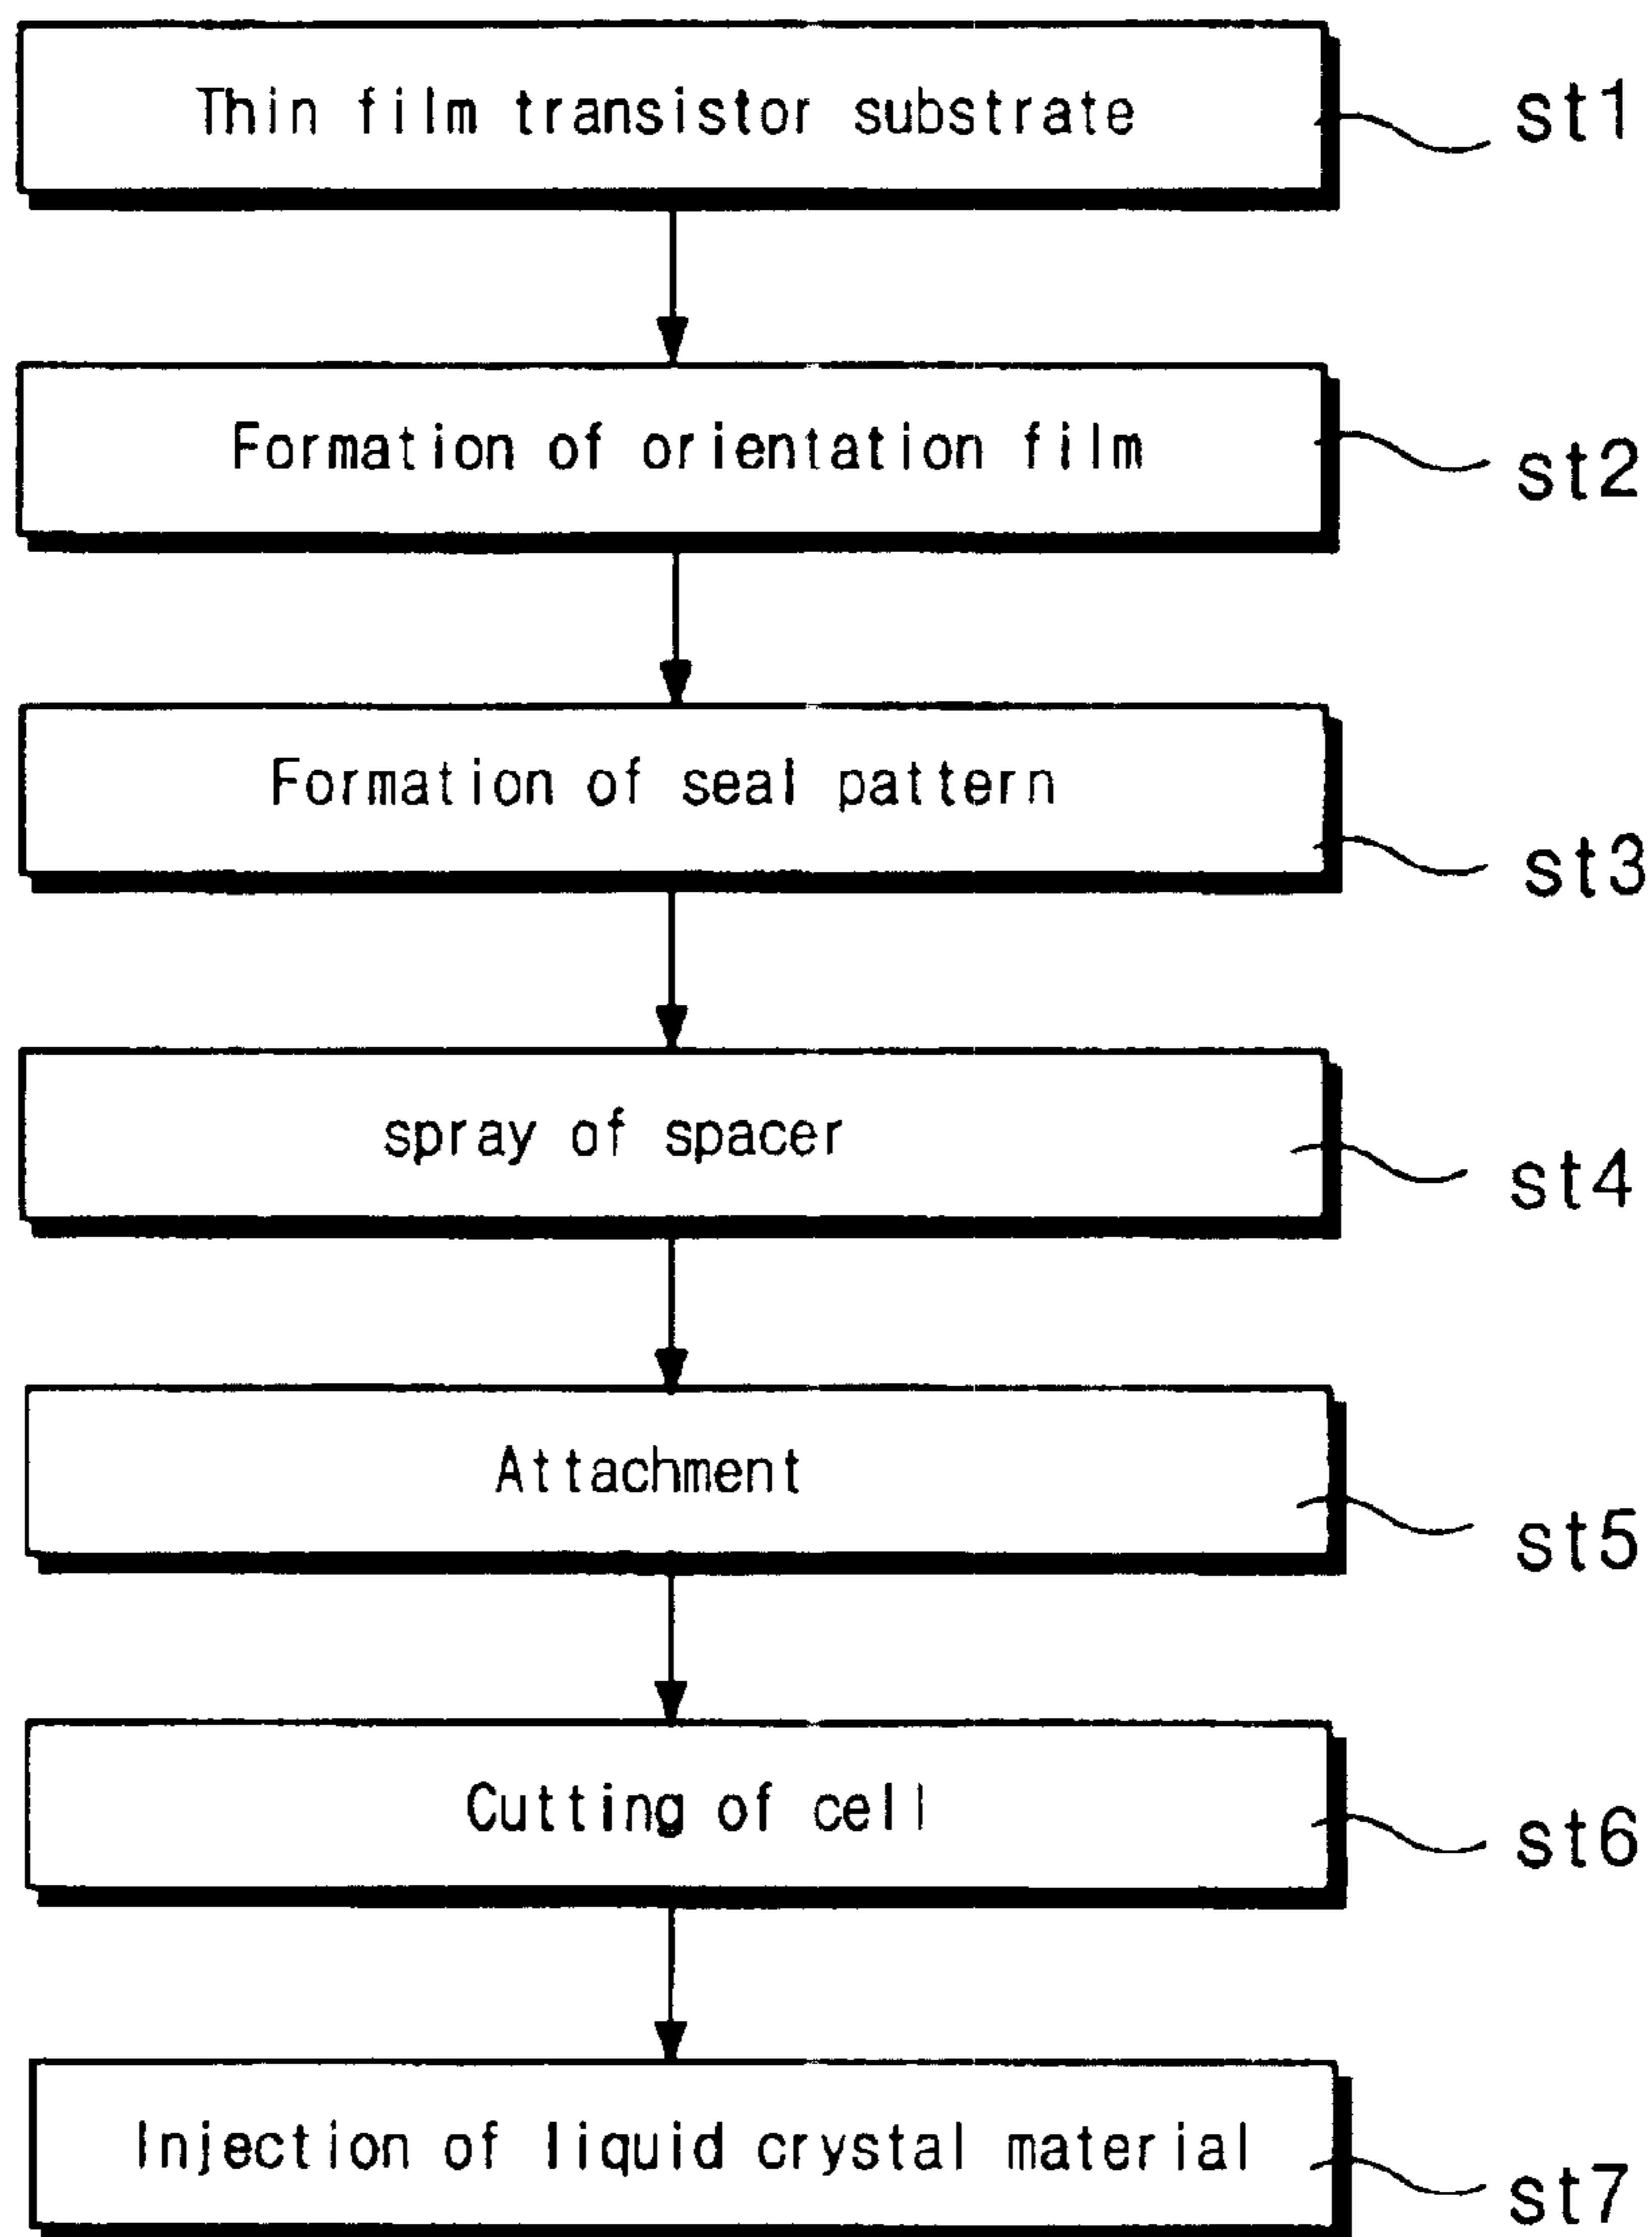 Thin film transistor substrate st1
Formation of orientation film st2
Formation of seal pattern st3
spray of spacer st4
Attachment st5
Cutting of cell st6
Injection of liquid crystal material st7